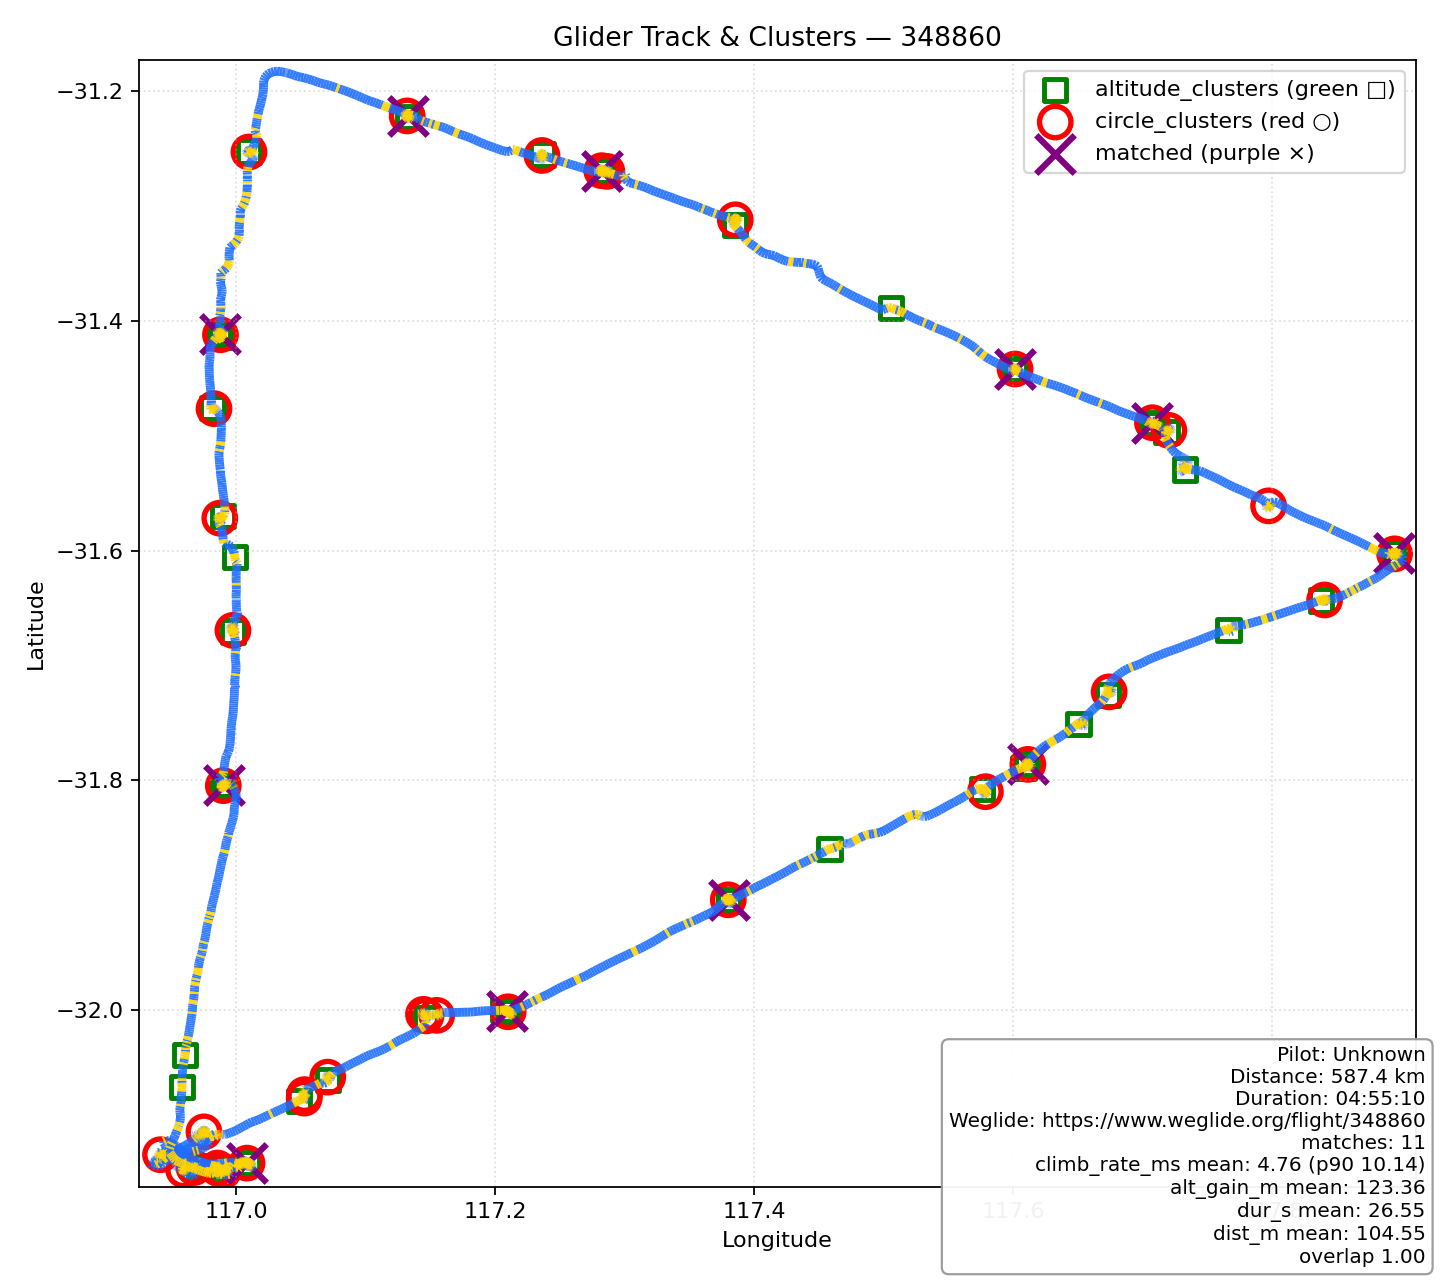 Glider Track & Clusters — 348860
altitude_clusters (green □)
circle_clusters (red ○)
matched (purple ×)
−31.2
−31.4
−31.6
−31.8
−32.0
Latitude
117.0
117.2
117.4
117.6
Longitude
Pilot: Unknown
Distance: 587.4 km
Duration: 04:55:10
Weglide: https://www.weglide.org/flight/348860
matches: 11
climb_rate_ms mean: 4.76 (p90 10.14)
alt_gain_m mean: 123.36
dur_s mean: 26.55
dist_m mean: 104.55
overlap 1.00